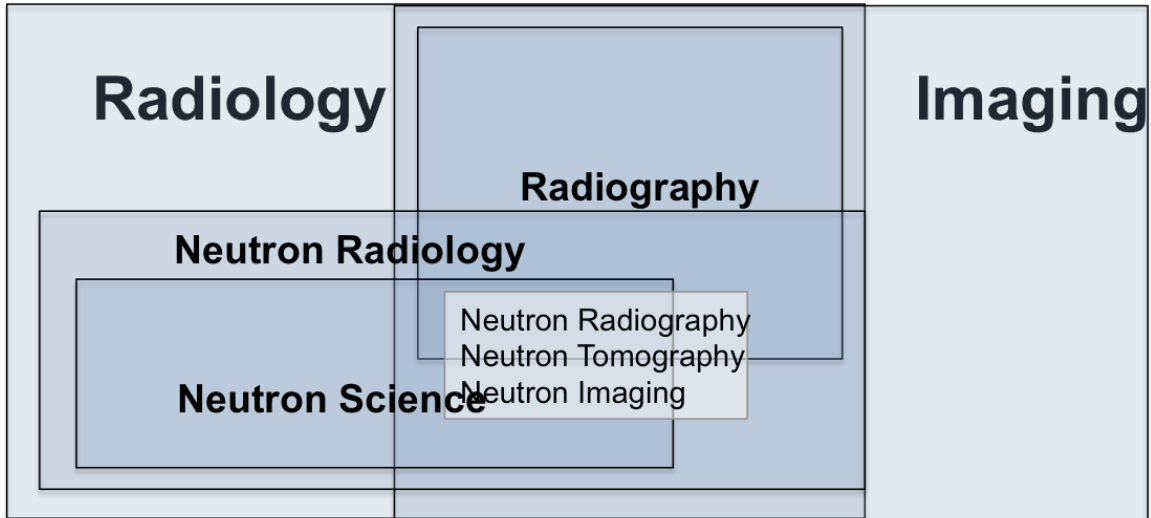 Radiology
Imaging
Radiography
Neutron Radiology
Neutron Radiography
Neutron Tomography
Neutron Imaging
Neutron Science